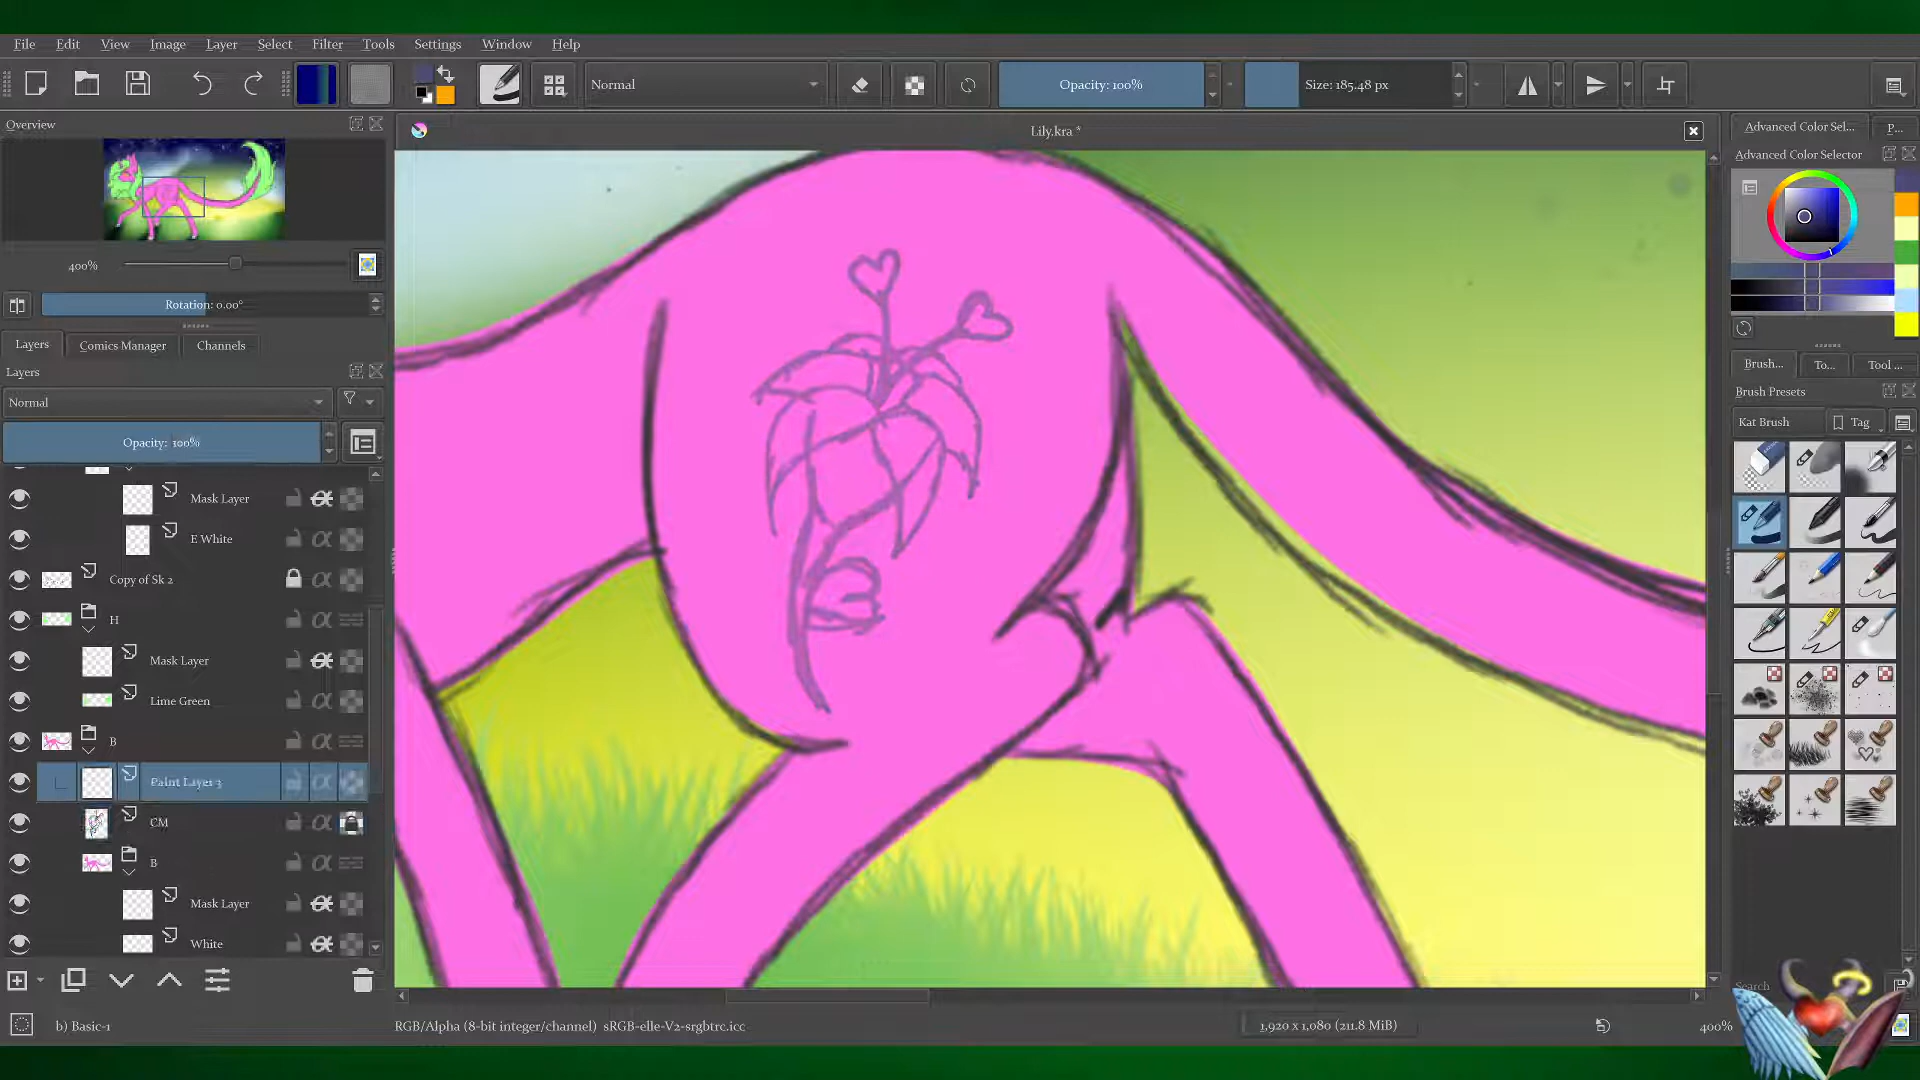 File Edit View Image Layer Select Filter Tools Settings Window Help
Normal Opacity: 100% Size: 185.48 px
Overview Lily.kra * Advanced Color Sel... P...
Advanced Color Selector
400%
Rotation: 0.00°
Layers Comics Manager Channels
Brush... To... Tool ...
Layers
Brush Presets
Normal
Kat Brush Tag
Opacity: 100%
Mask Layer
E White
Copy of Sk 2
H
Mask Layer
Lime Green
B
Paint Layer 3
CM
B
Mask Layer
White
Search
b) Basic-1 RGB/Alpha (8-bit integer/channel) sRGB-elle-V2-srgbtrc.icc 1,920 x 1,080 (211.8 MiB) 400%